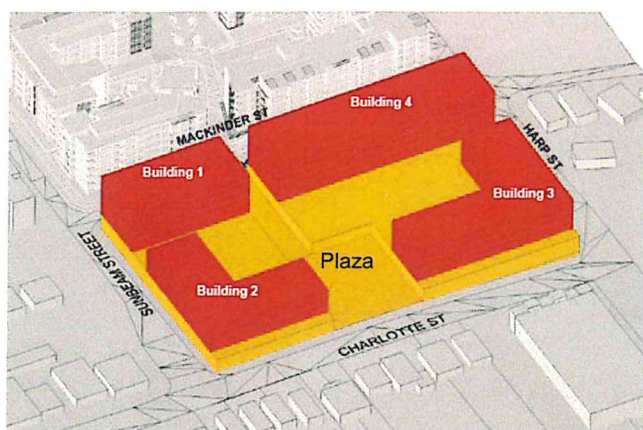 Building 4
MACKINDER ST
HARP ST
Building 1
Building 3
SUNBEAM STREET
Plaza
Building 2
CHARLOTTE ST